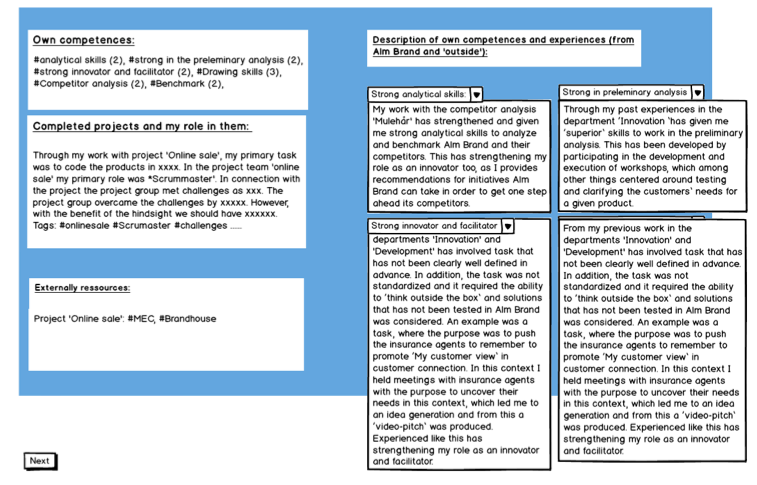 Own competences:
#analytical skills (2), #strong in the preleminary analysis (2),
#strong innovator and facilitator (2), #Drawing skills (3),
#Competitor analysis (2), #Benchmark (2),
Completed projects and my role in them:
Through my work with project 'Online sale', my primary task
was to code the products in xxxx. In the project team 'online
sale' my primary role was *Scrumaster'. In connection with
the project the project group met challenges as xxx. The
project group overcame the challenges by xxxxx. However,
with the benefit of the hindsight we should have xxxxxx.
Tags: #onlinesale #Scrumaster #challenges .....
Externally ressources:
Project 'Online sale': #MEC, #Brandhouse
Next
Description of own competences and experiences (from
Alm Brand and 'outside'):
Strong analytical skills:
My work with the competitor analysis
'Mulehår' has strengthened and given
me strong analytical skills to analyze
and benchmark Alm Brand and their
competitors. This has strengthening my
role as an innovator too, as I provides
recommendations for initiatives Alm
Brand can take in order to get one step
ahead its competitors.
Strong in prelemenary analysis
Through my past experiences in the
department ´Innovation `has given me
´superior` skills to work in the preliminary
analysis. This has been developed by
participating in the development and
execution of workshops, which among
other things centered around testing
and clarifying the customers´ needs for
a given product.
Strong innovator and facilitator
departments 'Innovation' and
'Development' has involved task that
has not been clearly well defined in
advance. In addition, the task was not
standardized and it required the ability
to ´think outside the box` and solutions
that has not been tested in Alm Brand
was considered. An example was a
task, where the purpose was to push
the insurance agents to remember to
promote ´My customer view` in
customer connection. In this context I
held meetings with insurance agents
with the purpose to uncover their
needs in this context, which led me to
an idea generation and from this a
´video-pitch` was produced.
Experienced like this has
strengthening my role as an innovator
and facilitator.
From my previous work in the
departments 'Innovation' and
'Development' has involved task that has
not been clearly well defined in advance.
In addition, the task was not
standardized and it required the ability
to ´think outside the box` and solutions
that has not been tested in Alm Brand
was considered. An example was a task,
where the purpose was to push the
insurance agents to remember to
promote ´My customer view` in
customer connection. In this context I
held meetings with insurance agents
with the purpose to uncover their needs
in this context, which led me to an idea
generation and from this a ´video-pitch`
was produced. Experienced like this has
strengthening my role as an innovator
and facilitator.